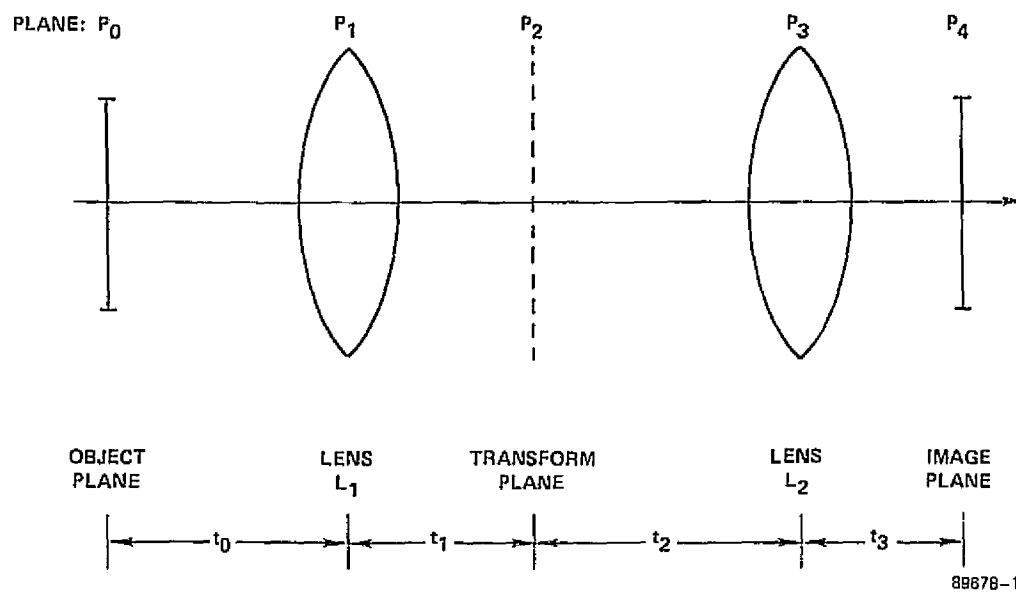 PLANE: P0 P1 P2 P3 P4
OBJECT LENS TRANSFORM LENS IMAGE
PLANE L1 PLANE L2 PLANE
t0 t1 t2 t3
89678-1